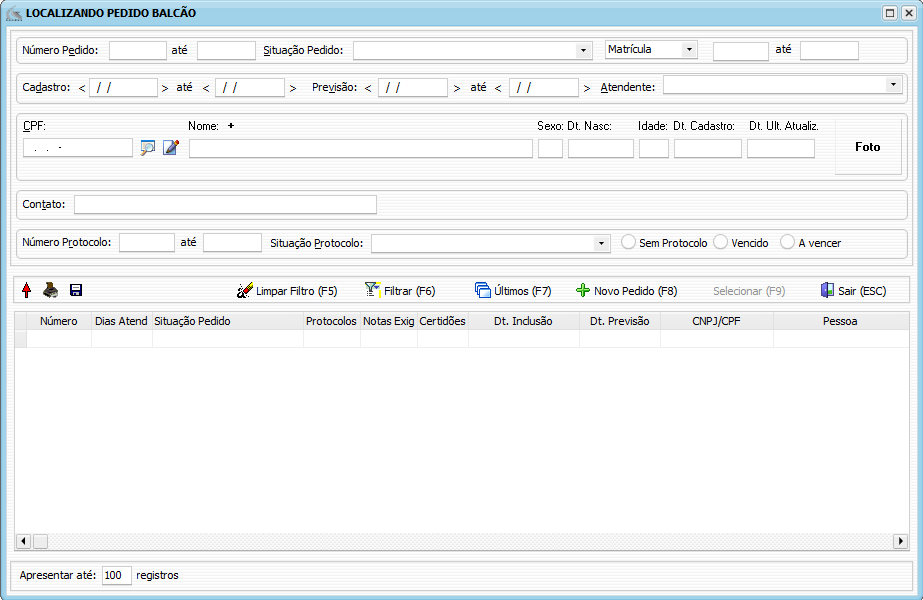 LOCALIZANDO PEDIDO BALCÃO
Número Pedido: até Situação Pedido: Matrícula até
Cadastro: < / / > até < / / > Previsão: < / / > até < / / > Atendente:
CPF: Nome: + Sexo: Dt. Nasc: Idade: Dt. Cadastro: Dt. Ult. Atualiz.
. . - Foto
Contato:
Número Protocolo: até Situação Protocolo: Sem Protocolo Vencido A vencer
Limpar Filtro (F5) Filtrar (F6) Últimos (F7) Novo Pedido (F8) Selecionar (F9) Sair (ESC)
Número Dias Atend Situação Pedido Protocolos Notas Exig Certidões Dt. Inclusão Dt. Previsão CNPJ/CPF Pessoa
Apresentar até: 100 registros